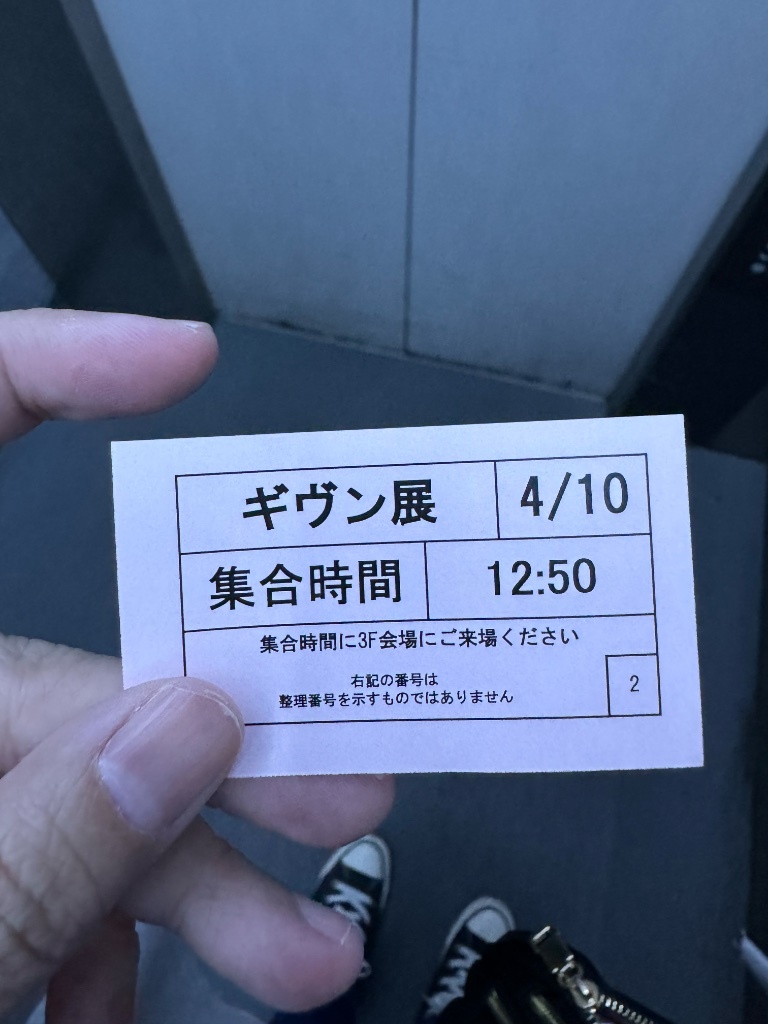 ギヴン展 4/10
集合時間 12:50
集合時間に3F会場にご来場ください
右記の番号は
整理番号を示すものではありません
2